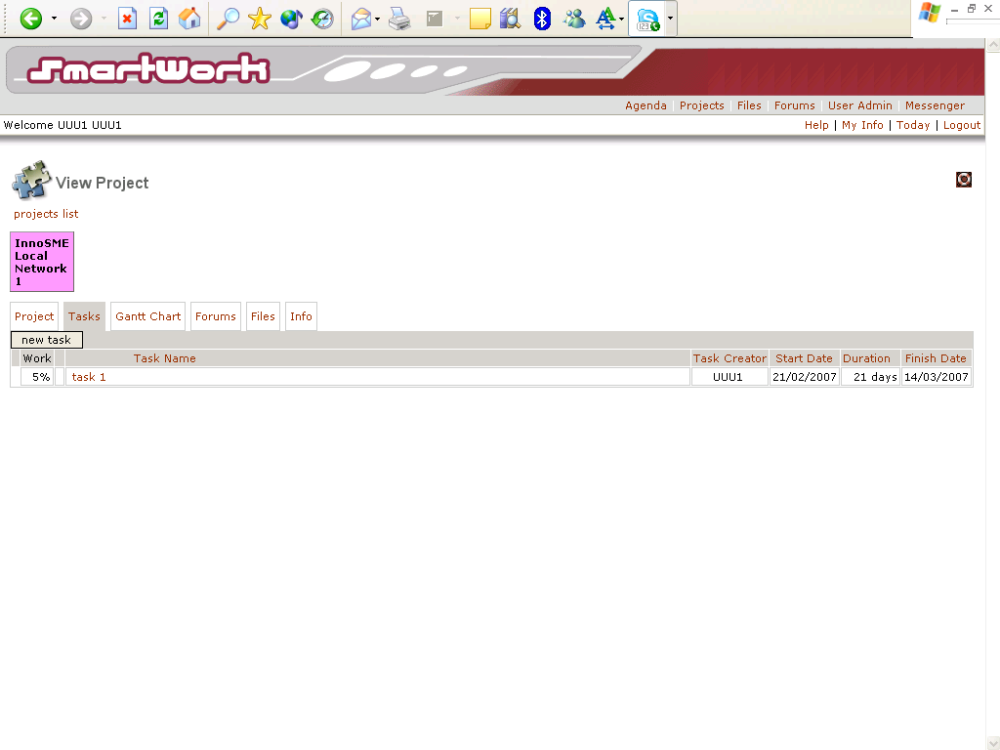 SmartWork
Agenda Projects Files Forums User Admin Messenger
Welcome UUU1 UUU1
Help | My Info | Today | Logout
View Project
projects list
InnoSME
Local
Network
1
Project Tasks Gantt Chart Forums Files Info
new task
Work Task Name Task Creator Start Date Duration Finish Date
5% task 1 UUU1 21/02/2007 21 days 14/03/2007